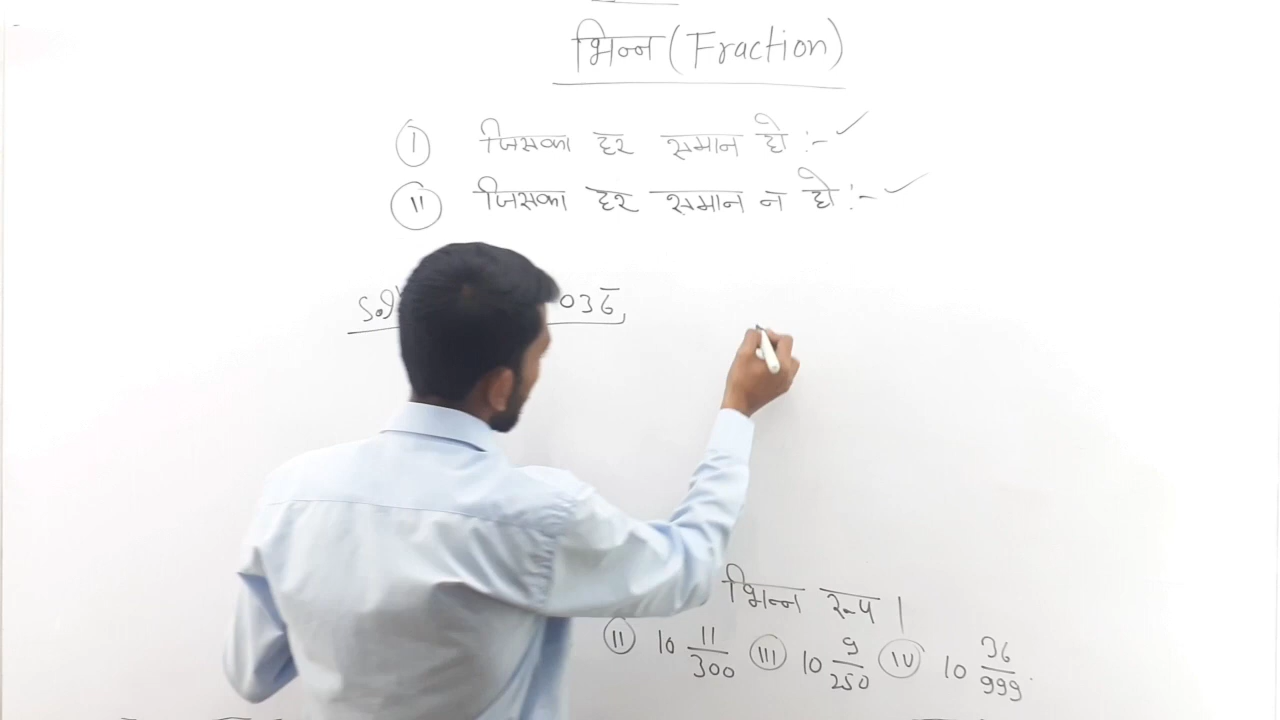 भिन्न (Fraction)
I जिसका हर समान हो :- ✓
II जिसका हर समान न हो :- ✓
Sol 036̅
भिन्न रूप |
II 10 11/300 III 10 9/250 IV 10 36/999